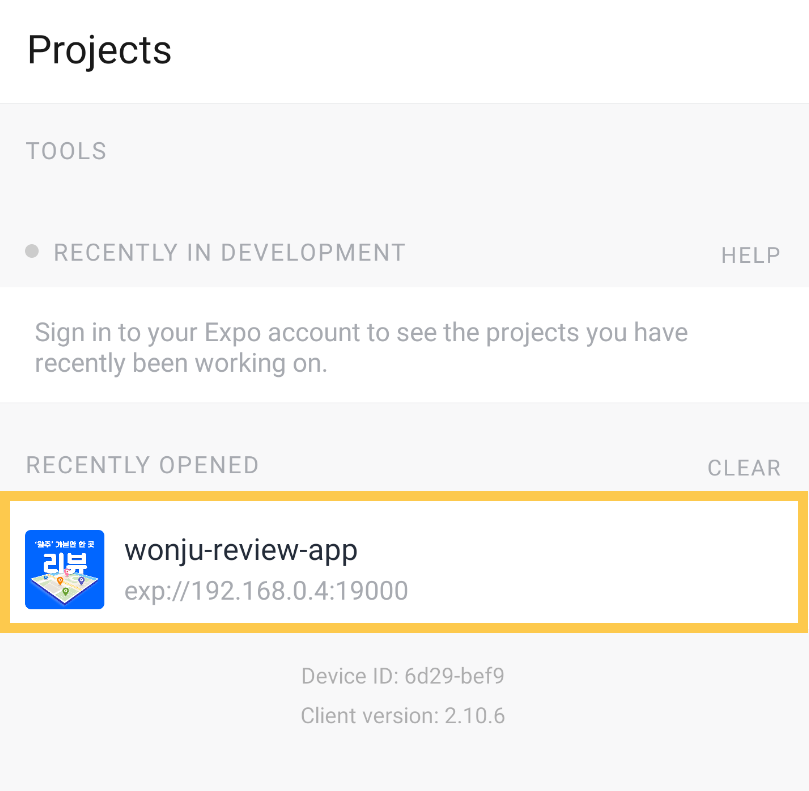 Projects
TOOLS
RECENTLY IN DEVELOPMENT
HELP
Sign in to your Expo account to see the projects you have
recently been working on.
RECENTLY OPENED
CLEAR
'원주' 가볼만 한 곳
리뷰
wonju-review-app
exp://192.168.0.4:19000
Device ID: 6d29-bef9
Client version: 2.10.6